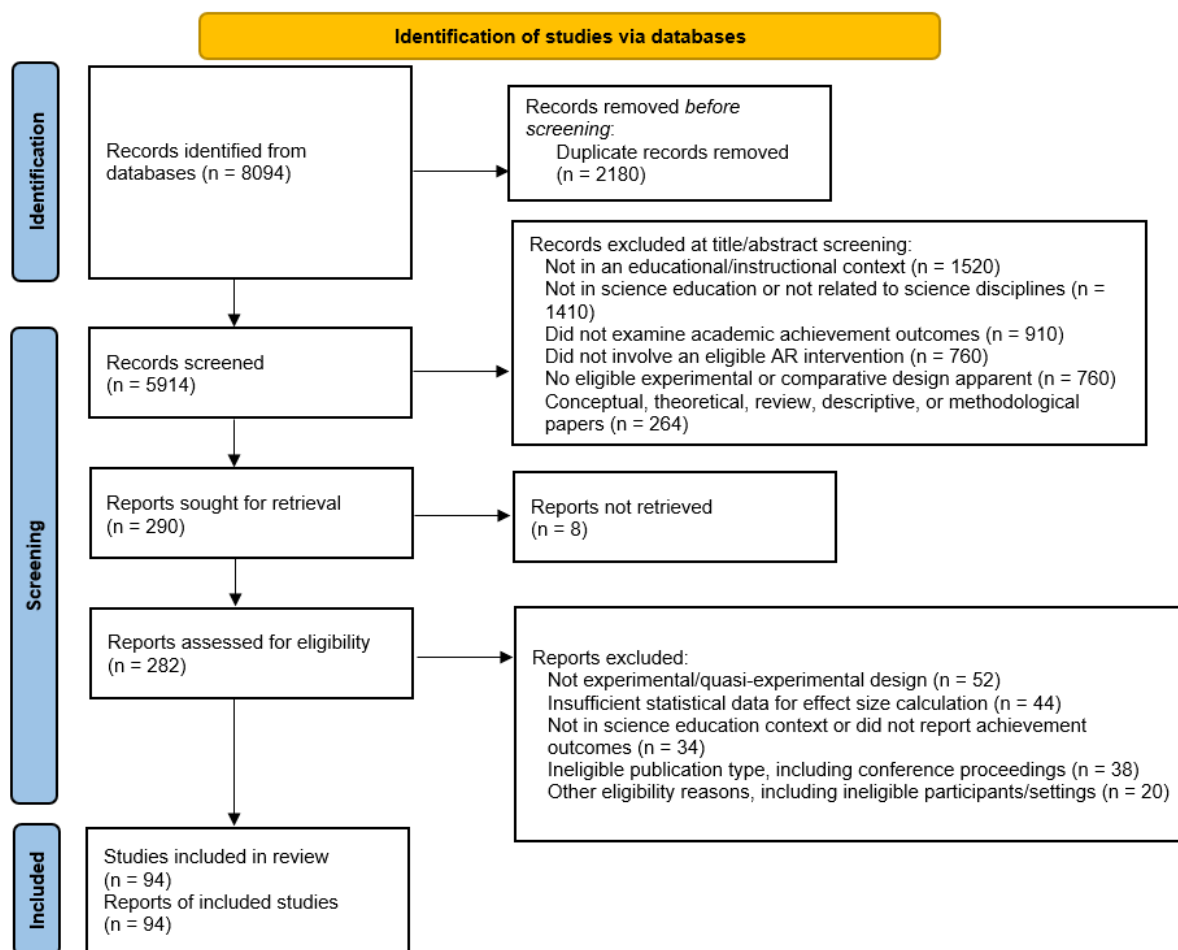 Identification of studies via databases
Identification
Records identified from
databases (n = 8094)
Records removed before
screening:
Duplicate records removed
(n = 2180)
Screening
Records screened
(n = 5914)
Records excluded at title/abstract screening:
Not in an educational/instructional context (n = 1520)
Not in science education or not related to science disciplines (n =
1410)
Did not examine academic achievement outcomes (n = 910)
Did not involve an eligible AR intervention (n = 760)
No eligible experimental or comparative design apparent (n = 760)
Conceptual, theoretical, review, descriptive, or methodological
papers (n = 264)
Reports sought for retrieval
(n = 290)
Reports not retrieved
(n = 8)
Reports assessed for eligibility
(n = 282)
Reports excluded:
Not experimental/quasi-experimental design (n = 52)
Insufficient statistical data for effect size calculation (n = 44)
Not in science education context or did not report achievement
outcomes (n = 34)
Ineligible publication type, including conference proceedings (n = 38)
Other eligibility reasons, including ineligible participants/settings (n = 20)
Included
Studies included in review
(n = 94)
Reports of included studies
(n = 94)